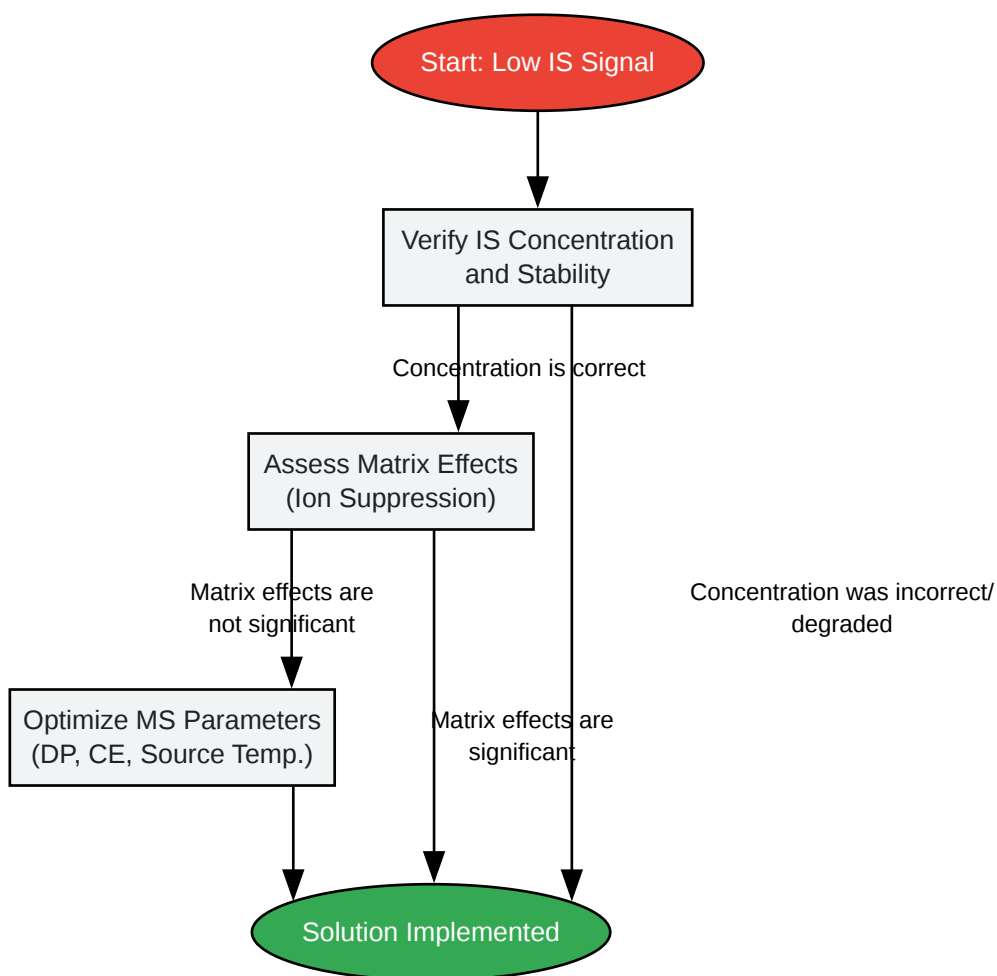 Start: Low IS Signal
Verify IS Concentration
and Stability
Concentration is correct
Assess Matrix Effects
(Ion Suppression)
Matrix effects are
not significant
Concentration was incorrect/
degraded
Optimize MS Parameters
(DP, CE, Source Temp.)
Matrix effects are
significant
Solution Implemented